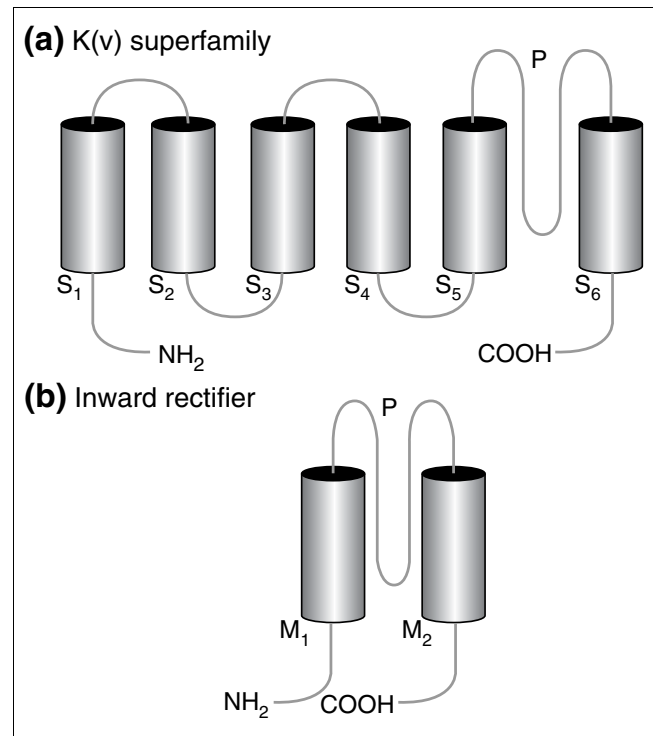 (a) K(v) superfamily
P
S₁ S₂ S₃ S₄ S₅ S₆
NH₂ COOH
(b) Inward rectifier
P
M₁ M₂
NH₂ COOH